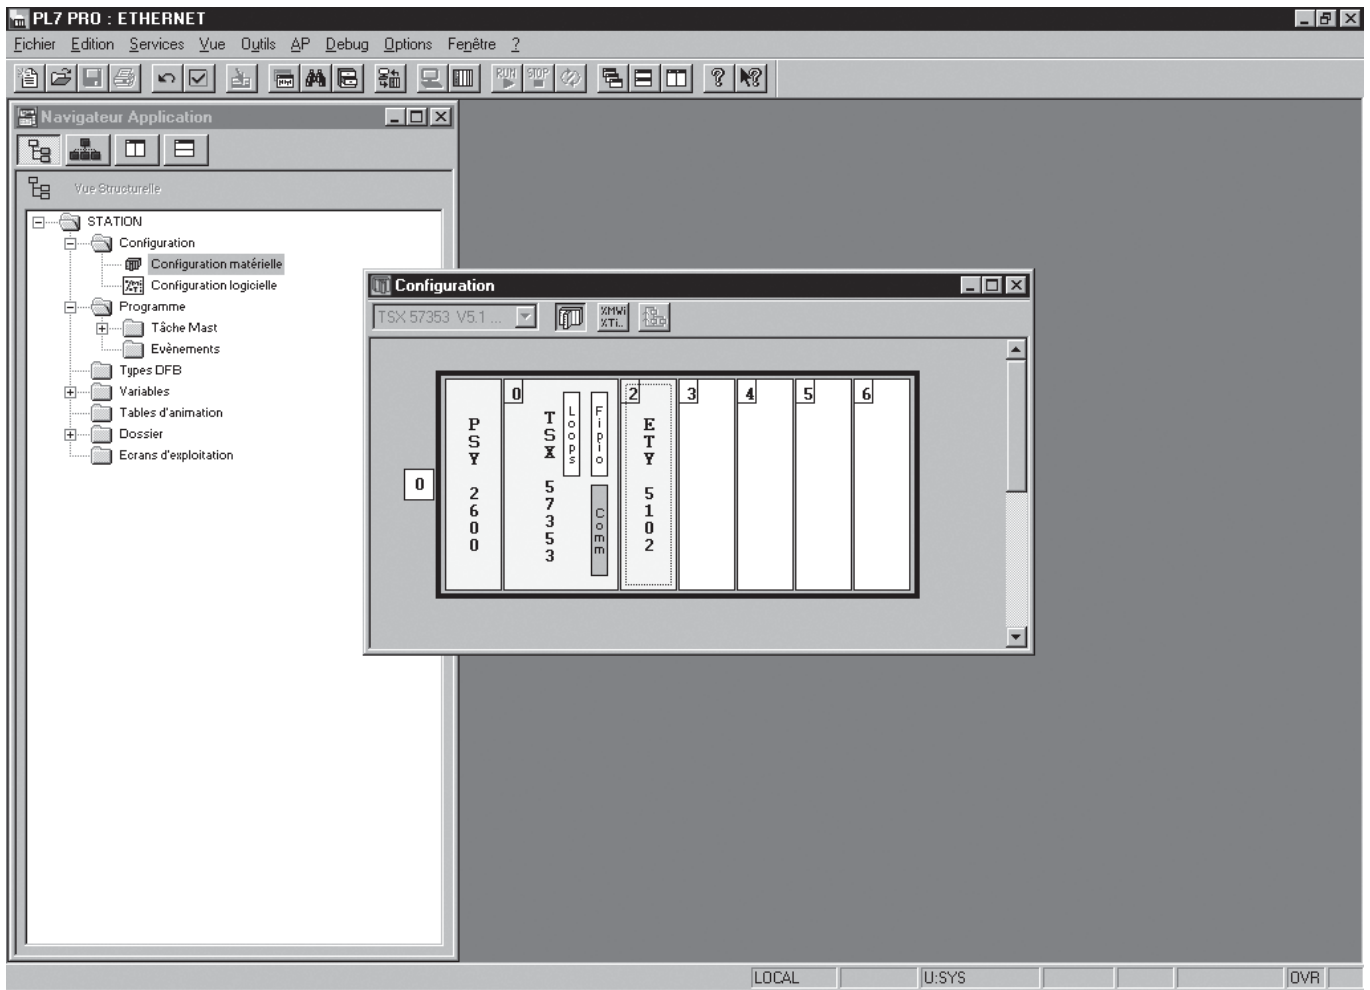 PL7 PRO : ETHERNET
Fichier Edition Services Vue Outils AP Debug Options Fenêtre ?
RUN STOP
Navigateur Application
Vue Structurelle
STATION
Configuration
Configuration matérielle
Configuration logicielle
Programme
Tâche Mast
Evènements
Types DFB
Variables
Tables d'animation
Dossier
Ecrans d'exploitation
Configuration
TSX 57353 V5.1 ...
%MWi
%Ti..
0
PSY 2600
0
TSX 57353
Loops
Fipio
Comm
2
ETY 5102
3
4
5
6
LOCAL U:SYS OVR